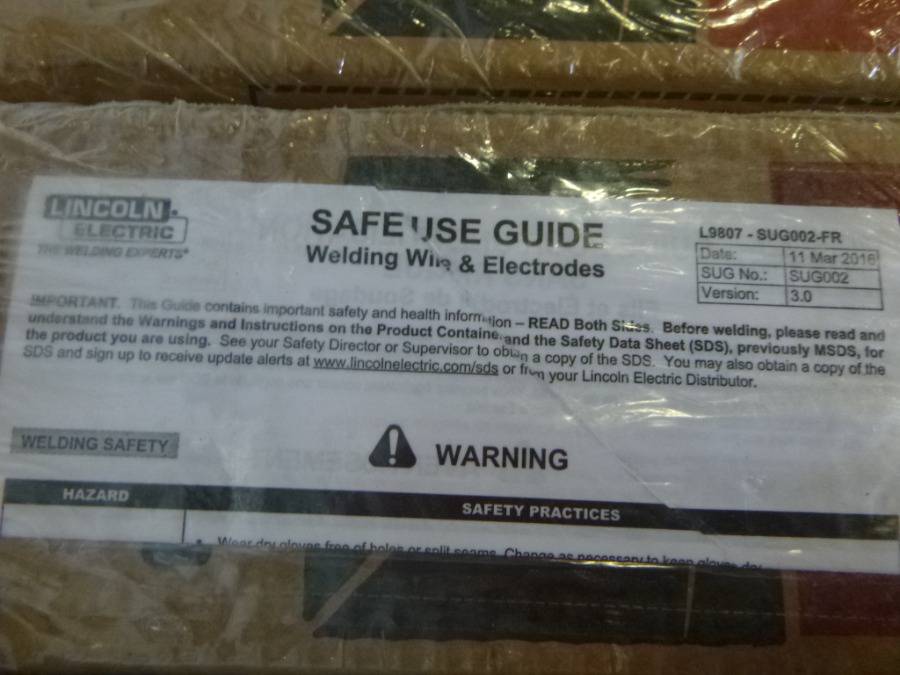 LINCOLN
ELECTRIC
THE WELDING EXPERTS®
SAFE USE GUIDE
Welding Wire & Electrodes
L9807 - SUG002-FR
Date: 11 Mar 2016
SUG No.: SUG002
Version: 3.0
IMPORTANT. This Guide contains important safety and health information – READ Both Sides. Before welding, please read and
understand the Warnings and Instructions on the Product Container and the Safety Data Sheet (SDS), previously MSDS, for
the product you are using. See your Safety Director or Supervisor to obtain a copy of the SDS. You may also obtain a copy of the
SDS and sign up to receive update alerts at www.lincolnelectric.com/sds or from your Lincoln Electric Distributor.
WELDING SAFETY
WARNING
HAZARD
SAFETY PRACTICES
• Wear dry gloves free of holes or split seams. Change as necessary to keep gloves dry.